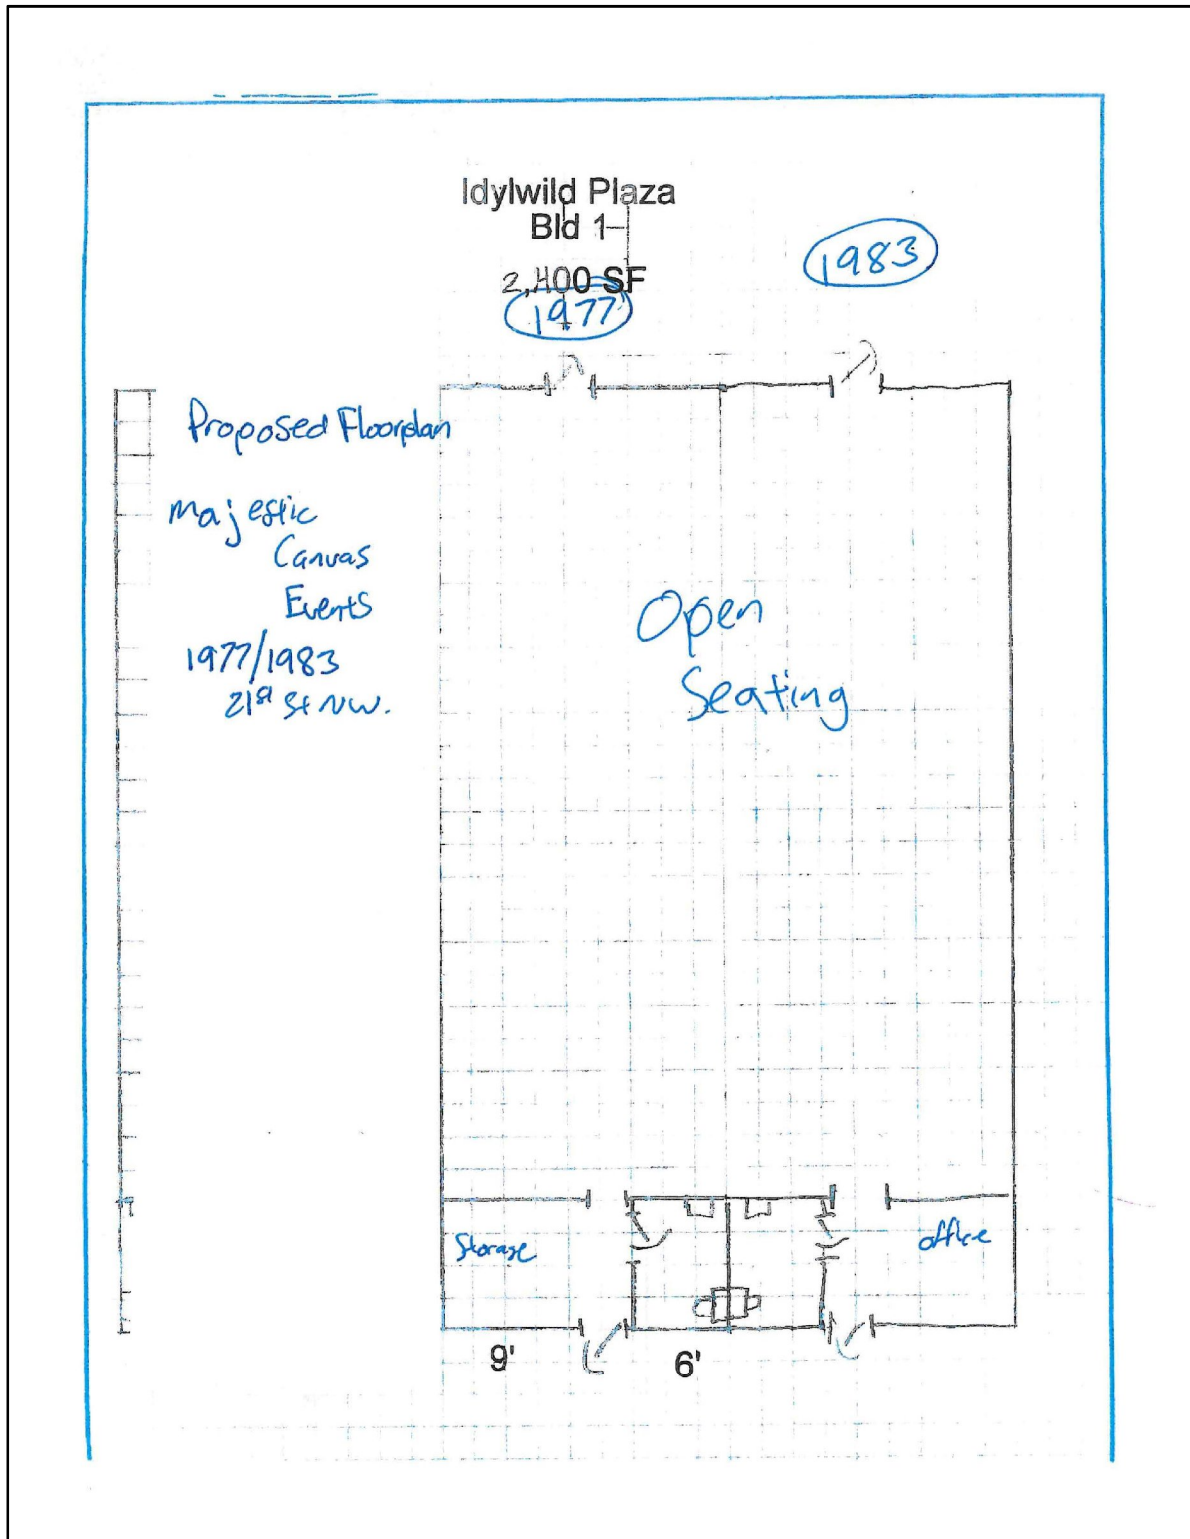 Idylwild Plaza
Bld 1
2,400 SF
1977
1983
Proposed Floorplan
Majestic
Canvas
Events
1977/1983
21st St NW.
Open
Seating
Storage
office
9'
6'